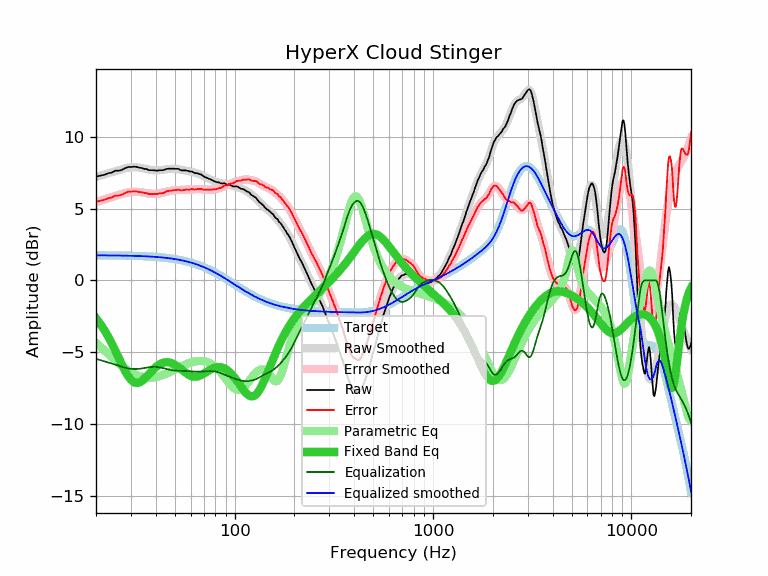 HyperX Cloud Stinger
Amplitude (dBr)
10
5
0
−5
−10
−15
Target
Raw Smoothed
Error Smoothed
Raw
Error
Parametric Eq
Fixed Band Eq
Equalization
Equalized smoothed
100
1000
10000
Frequency (Hz)